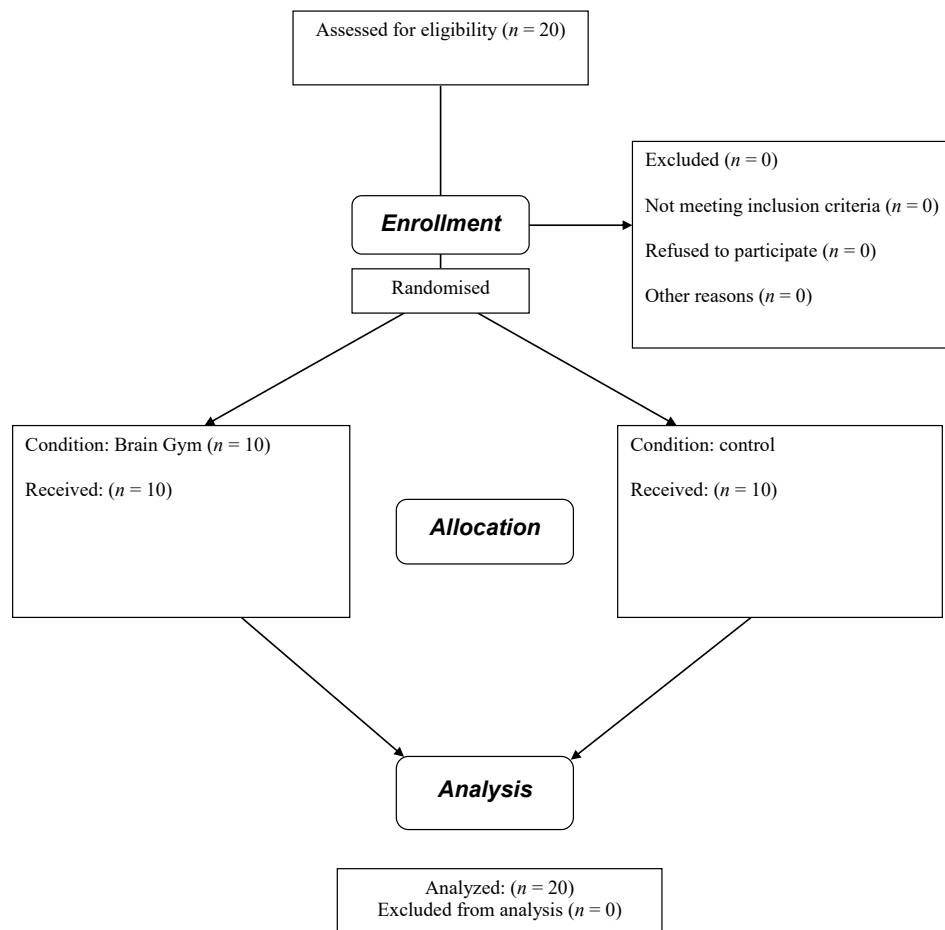 Assessed for eligibility (n = 20)
Excluded (n = 0)
Not meeting inclusion criteria (n = 0)
Refused to participate (n = 0)
Other reasons (n = 0)
Enrollment
Randomised
Condition: Brain Gym (n = 10)
Received: (n = 10)
Condition: control
Received: (n = 10)
Allocation
Analysis
Analyzed: (n = 20)
Excluded from analysis (n = 0)